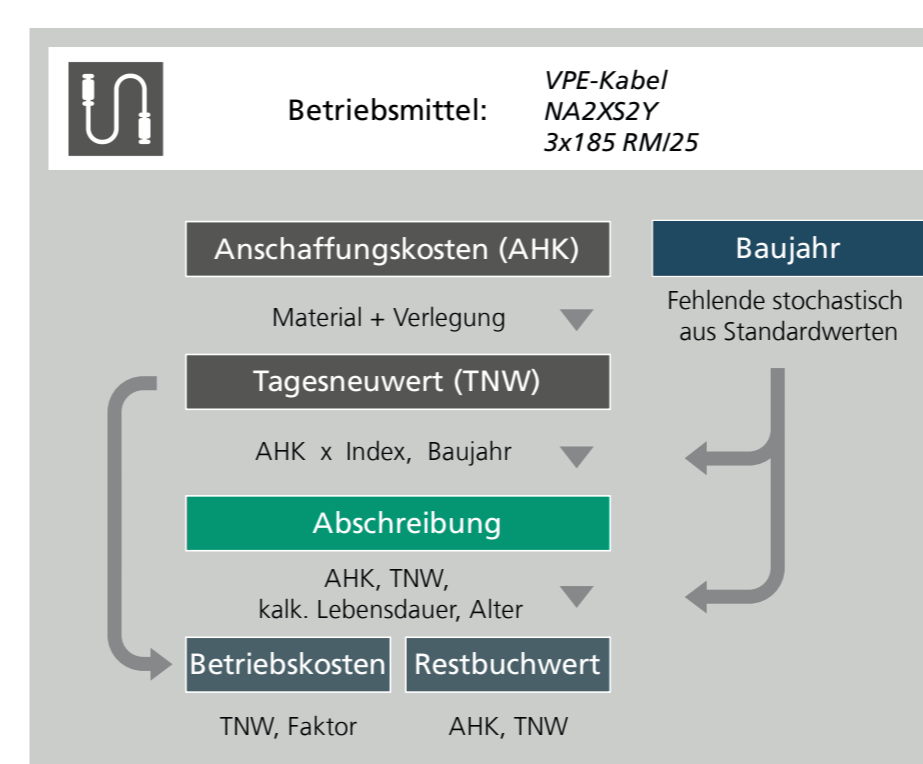 Betriebsmittel:
VPE-Kabel
NA2XS2Y
3x185 RM/25
Anschaffungskosten (AHK)
Baujahr
Material + Verlegung
Fehlende stochastisch
aus Standardwerten
Tagesneuwert (TNW)
AHK x Index, Baujahr
Abschreibung
AHK, TNW,
kalk. Lebensdauer, Alter
Betriebskosten
Restbuchwert
TNW, Faktor
AHK, TNW